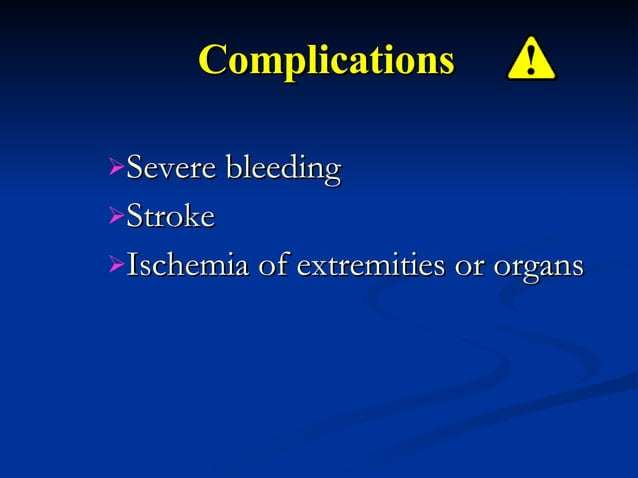 Complications
Severe bleeding
Stroke
Ischemia of extremities or organs